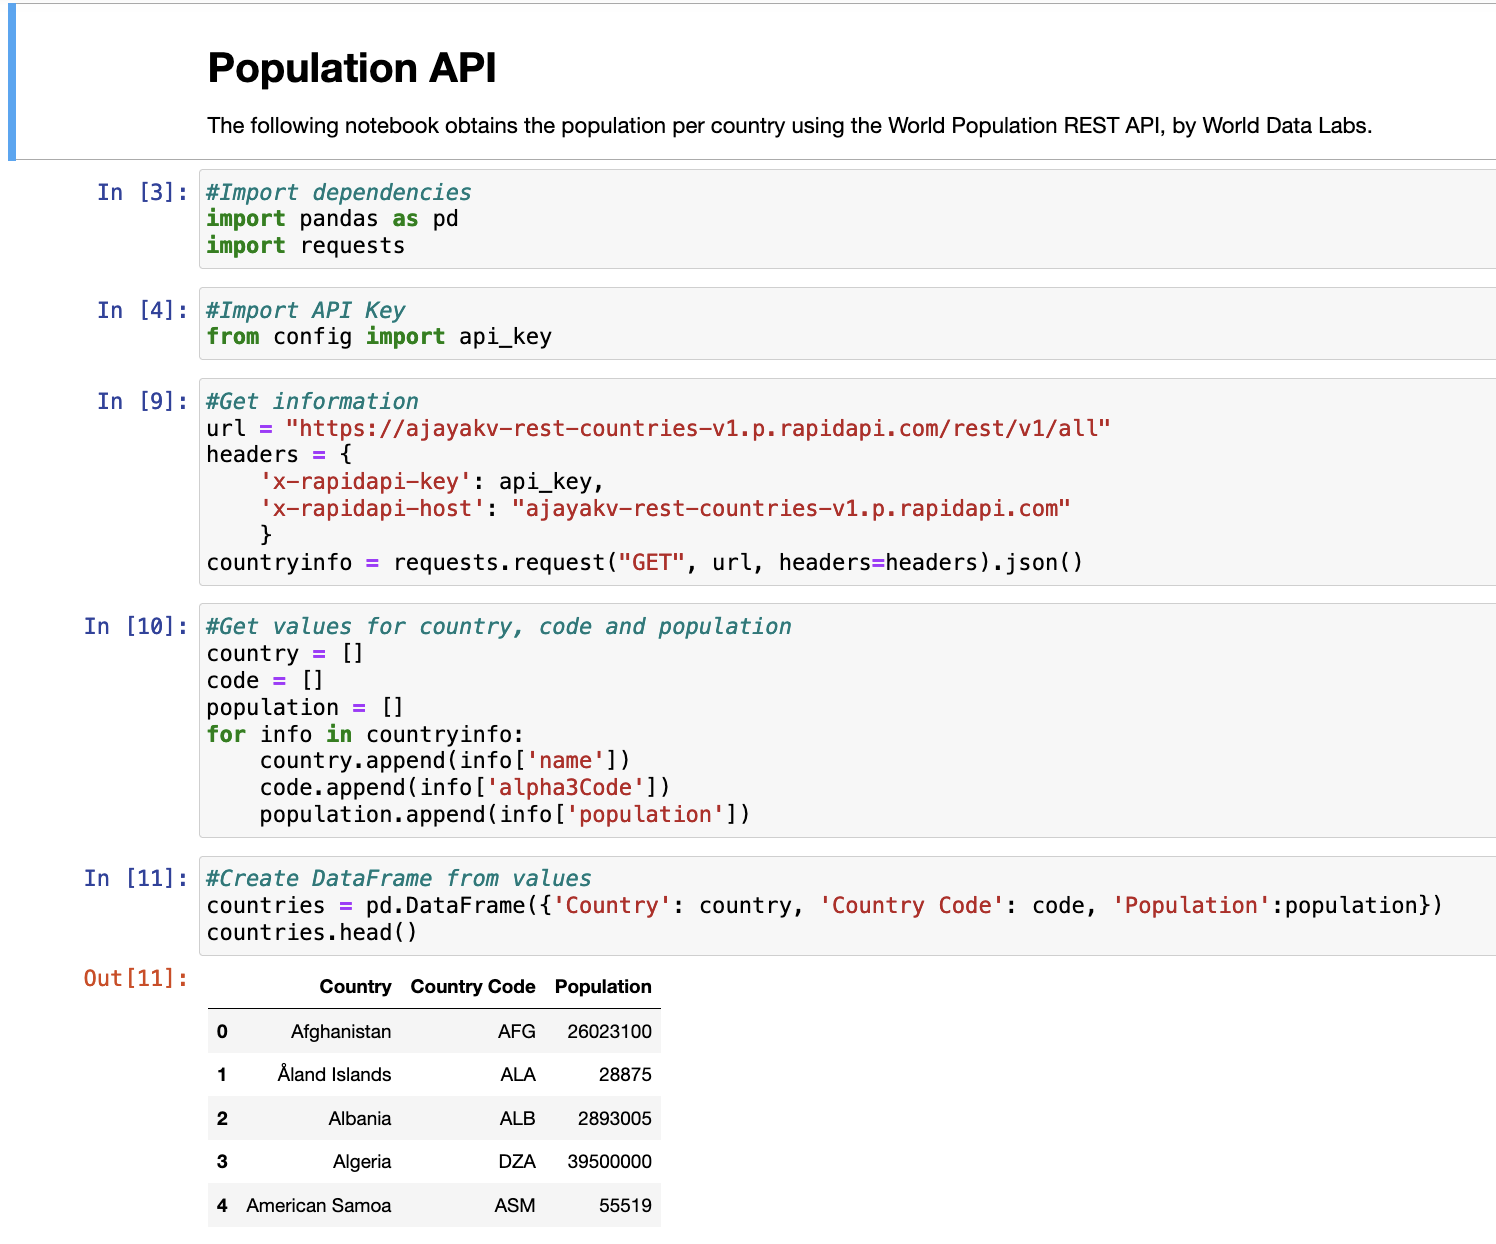 Population API
The following notebook obtains the population per country using the World Population REST API, by World Data Labs.
In [3]: #Import dependencies
import pandas as pd
import requests
In [4]: #Import API Key
from config import api_key
In [9]: #Get information
url = "https://ajayakv-rest-countries-v1.p.rapidapi.com/rest/v1/all"
headers = {
    'x-rapidapi-key': api_key,
    'x-rapidapi-host': "ajayakv-rest-countries-v1.p.rapidapi.com"
    }
countryinfo = requests.request("GET", url, headers=headers).json()
In [10]: #Get values for country, code and population
country = []
code = []
population = []
for info in countryinfo:
    country.append(info['name'])
    code.append(info['alpha3Code'])
    population.append(info['population'])
In [11]: #Create DataFrame from values
countries = pd.DataFrame({'Country': country, 'Country Code': code, 'Population':population})
countries.head()
Out[11]:
Country Country Code Population
0 Afghanistan AFG 26023100
1 Åland Islands ALA 28875
2 Albania ALB 2893005
3 Algeria DZA 39500000
4 American Samoa ASM 55519